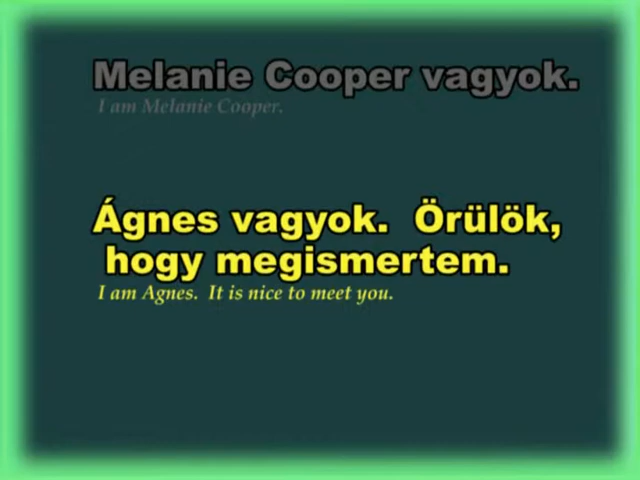 Melanie Cooper vagyok.
I am Melanie Cooper.
Ágnes vagyok. Örülök,
hogy megismertem.
I am Agnes. It is nice to meet you.